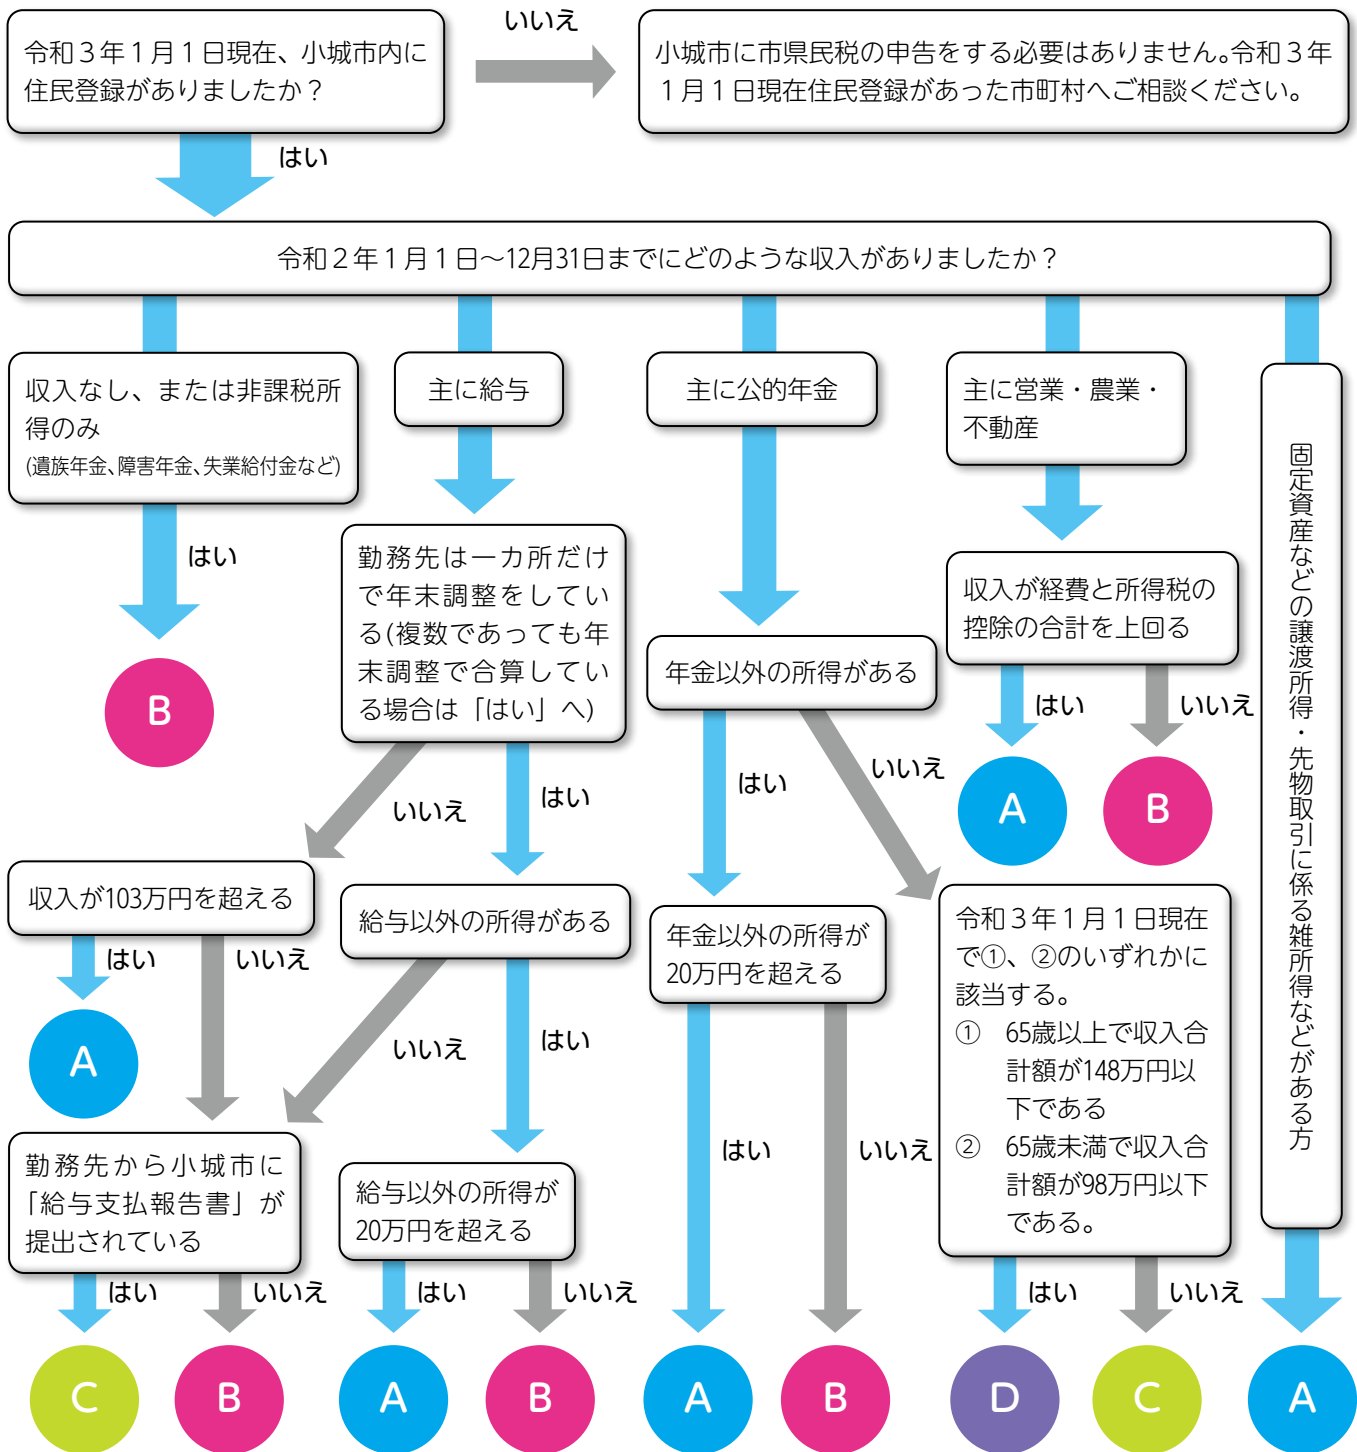 令和３年１月１日現在、小城市内に
住民登録がありましたか？
いいえ
小城市に市県民税の申告をする必要はありません。令和３年
１月１日現在住民登録があった市町村へご相談ください。
はい
令和２年１月１日～12月31日までにどのような収入がありましたか？
収入なし、または非課税所
得のみ
(遺族年金、障害年金、失業給付金など)
はい
B
主に給与
勤務先は一カ所だけ
で年末調整をしてい
る(複数であっても年
末調整で合算してい
る場合は「はい」へ)
いいえ
はい
収入が103万円を超える
はい
いいえ
A
給与以外の所得がある
いいえ
はい
勤務先から小城市に
「給与支払報告書」が
提出されている
はい
いいえ
C
B
給与以外の所得が
20万円を超える
はい
いいえ
A
B
主に公的年金
年金以外の所得がある
はい
いいえ
年金以外の所得が
20万円を超える
はい
いいえ
A
B
令和３年１月１日現在
で①、②のいずれかに
該当する。
① 65歳以上で収入合
計額が148万円以
下である
② 65歳未満で収入合
計額が98万円以下
である。
はい
いいえ
D
C
主に営業・農業・
不動産
収入が経費と所得税の
控除の合計を上回る
はい
いいえ
A
B
固定資産などの譲渡所得・先物取引に係る雑所得などがある方
A